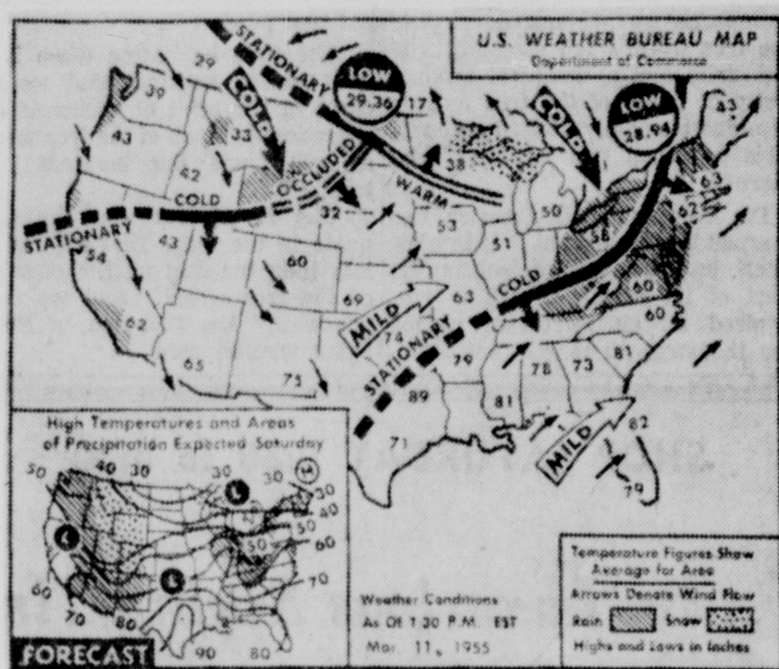 U.S. WEATHER BUREAU MAP
Department of Commerce
STATIONARY
LOW
29.36
COLD
29
39
43
42
33
17
38
OCCLUDED
WARM
COLD
LOW
28.94
43
63
62
58
50
COLD
STATIONARY
32
53
51
54
43
60
69
63
COLD
60
60
62
65
75
74
MILD
STATIONARY
79
89
71
81
78
73
81
MILD
82
79
High Temperatures and Areas
of Precipitation Expected Saturday
50
40
30
30
30
H
30
40
50
50
60
70
L
L
L
60
70
80
90
80
FORECAST
Weather Conditions
As Of 1:30 P.M. EST
Mar. 11, 1955
Temperature Figures Show
Average for Area
Arrows Denote Wind Flow
Rain Snow
Highs and Lows in Inches